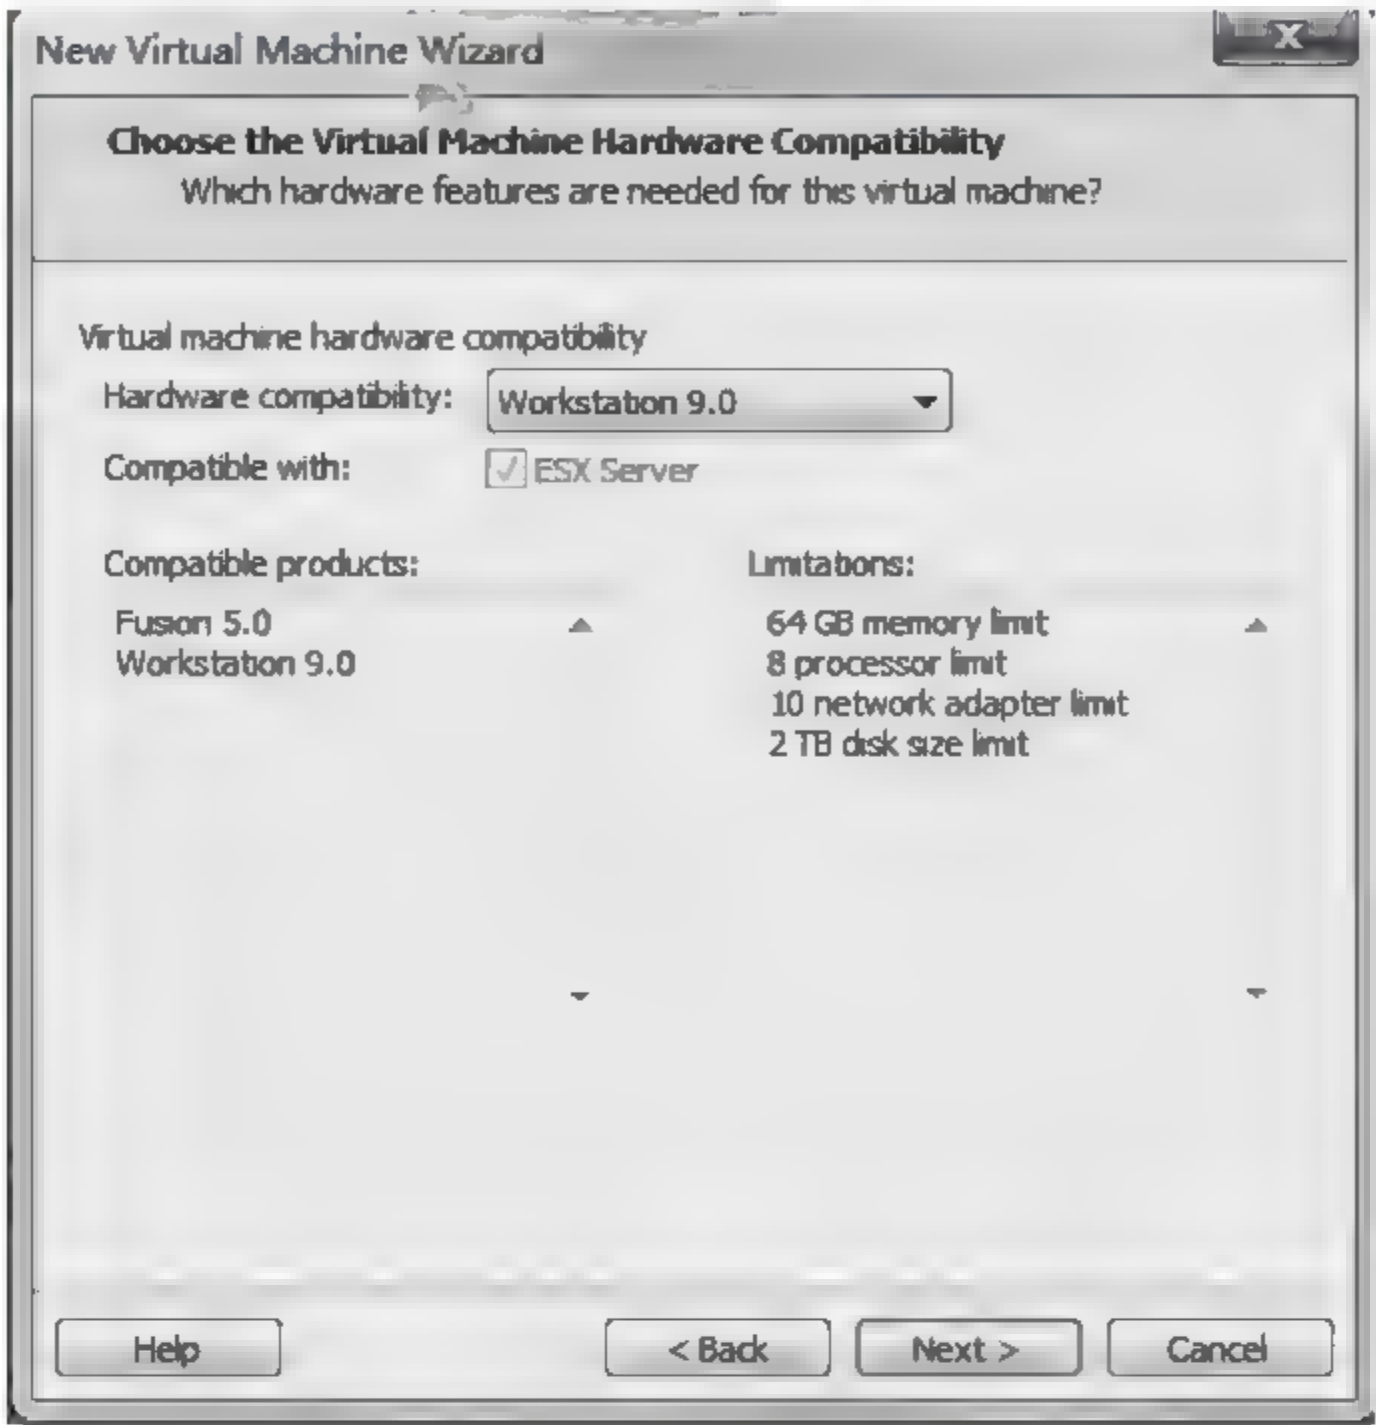 New Virtual Machine Wizard
X
Choose the Virtual Machine Hardware Compatibility
Which hardware features are needed for this virtual machine?
Virtual machine hardware compatibility
Hardware compatibility: Workstation 9.0
Compatible with: ESX Server
Compatible products: Limitations:
Fusion 5.0 64 GB memory limit
Workstation 9.0 8 processor limit
10 network adapter limit
2 TB disk size limit
Help < Back Next > Cancel